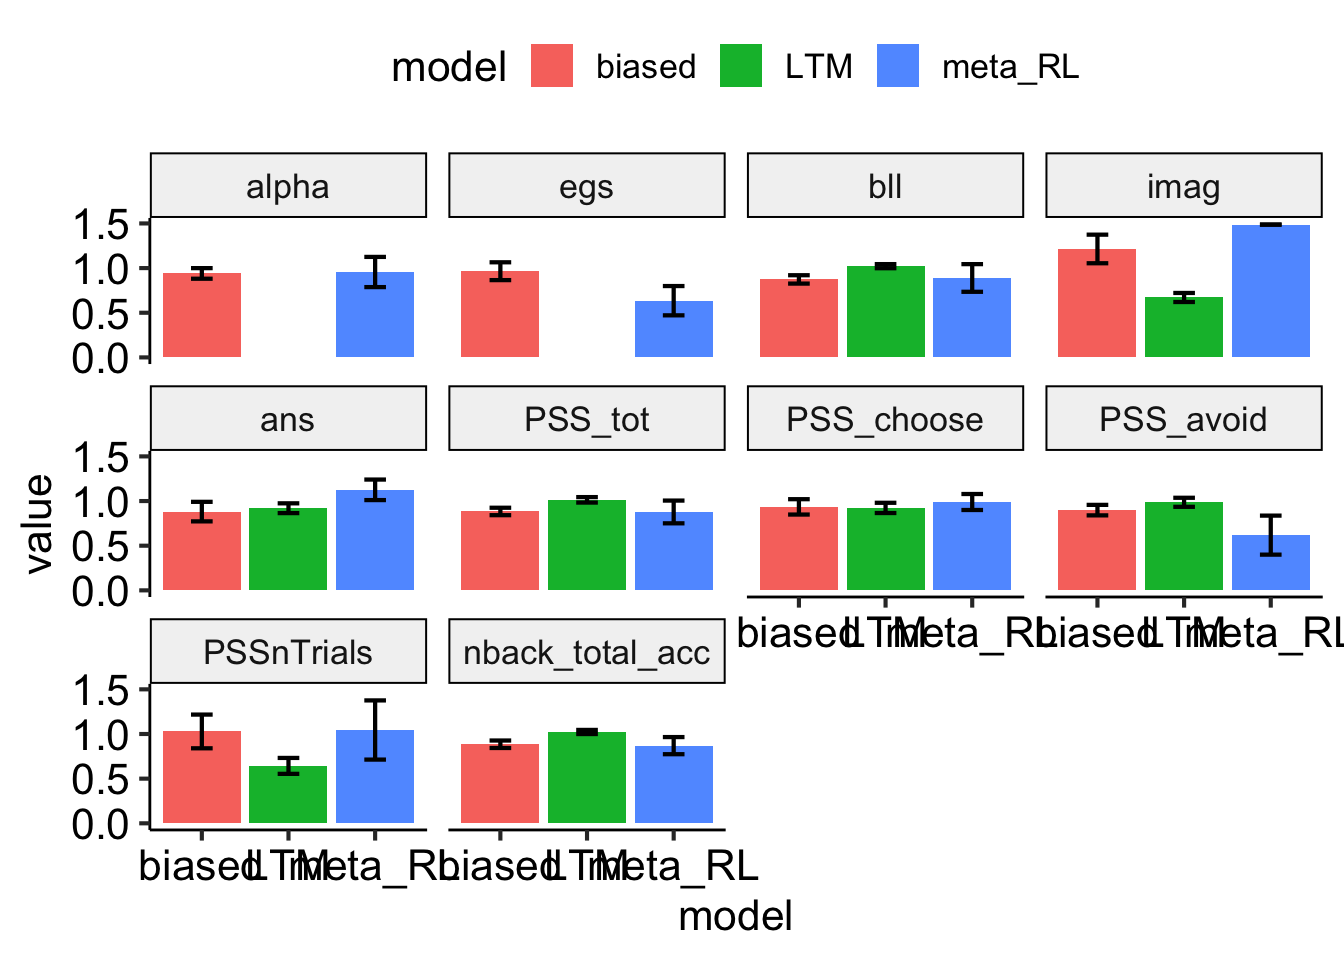 model biased LTM meta_RL
alpha egs bll imag
1.5
1.0
0.5
0.0
ans PSS_tot PSS_choose PSS_avoid
1.5
1.0
0.5
0.0
biased LTM meta_RL biased LTM meta_RL
PSSnTrials nback_total_acc
1.5
1.0
0.5
0.0
biased LTM meta_RL biased LTM meta_RL
value
model